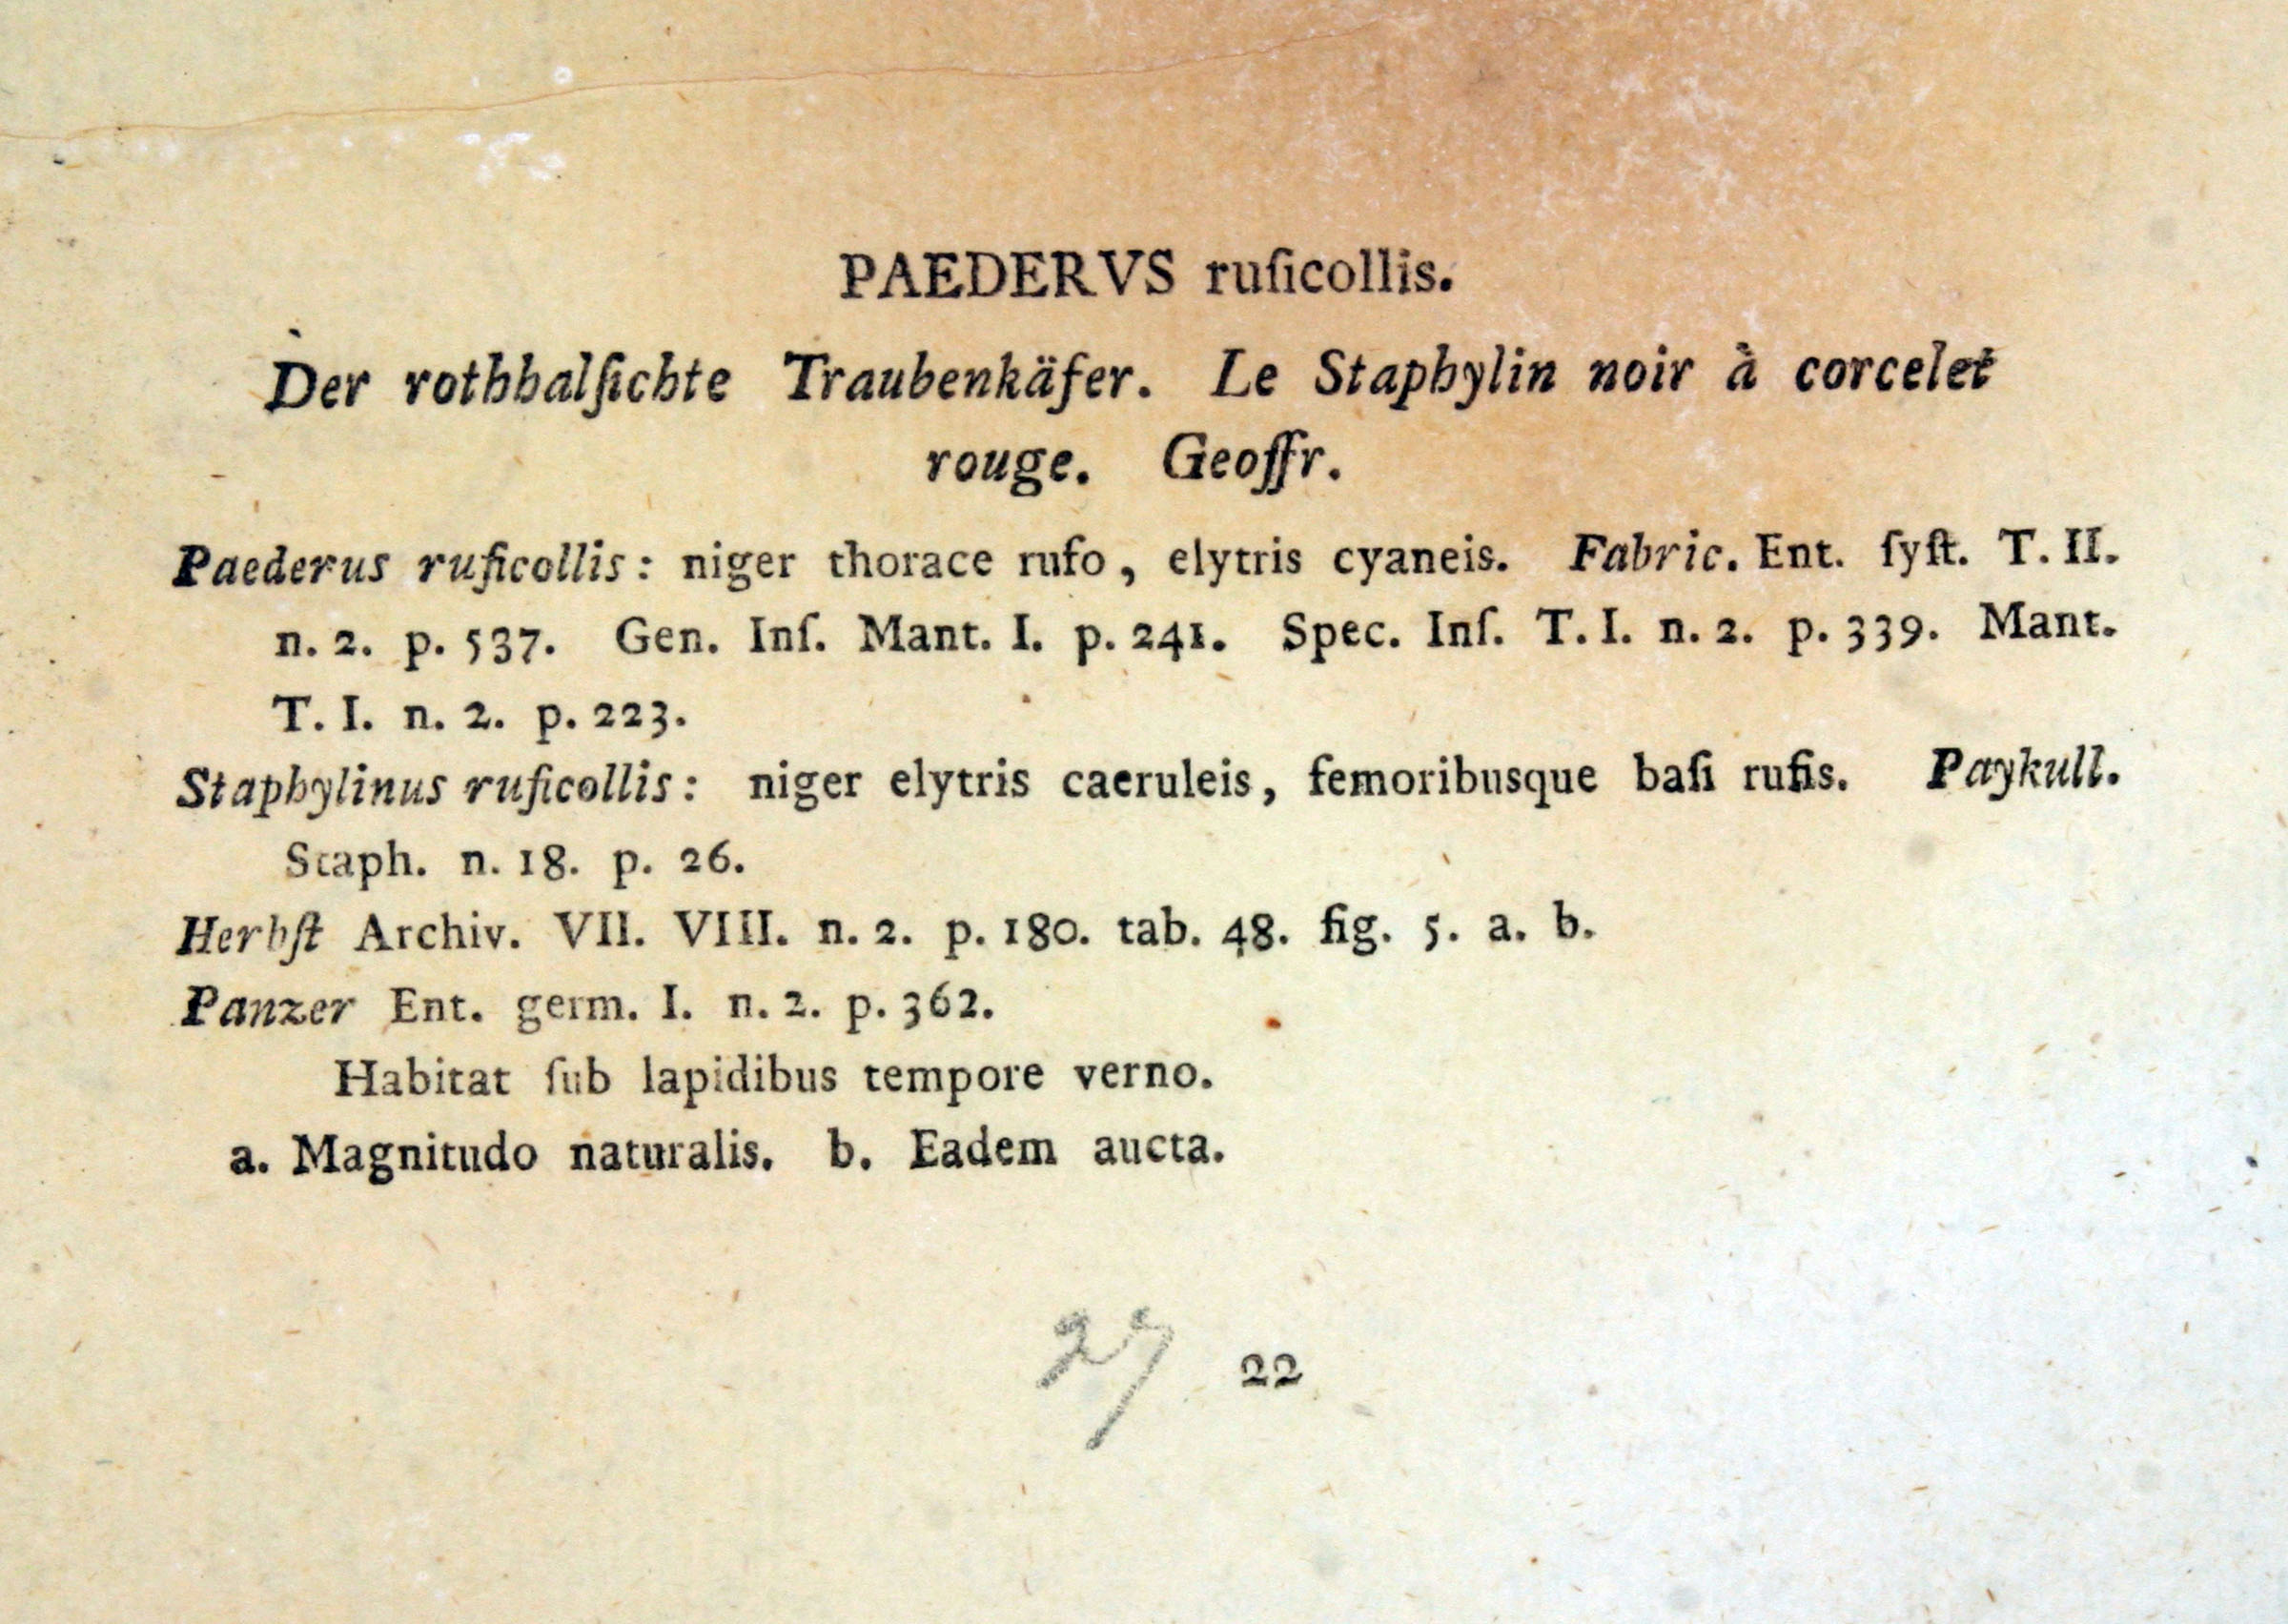 PAEDERVS ruficollis.
Der rothhalſichte Traubenkäfer. Le Staphylin noir à corcelet
rouge. Geoffr.
Paederus ruficollis: niger thorace rufo, elytris cyaneis. Fabric. Ent. ſyſt. T. II.
n. 2. p. 537. Gen. Inſ. Mant. I. p. 241. Spec. Inſ. T. I. n. 2. p. 339. Mant.
T. I. n. 2. p. 223.
Staphylinus ruficollis: niger elytris caeruleis, femoribusque baſi rufis. Paykull.
Staph. n. 18. p. 26.
Herbſt Archiv. VII. VIII. n. 2. p. 180. tab. 48. fig. 5. a. b.
Panzer Ent. germ. I. n. 2. p. 362.
Habitat ſub lapidibus tempore verno.
a. Magnitudo naturalis. b. Eadem aucta.
27 22